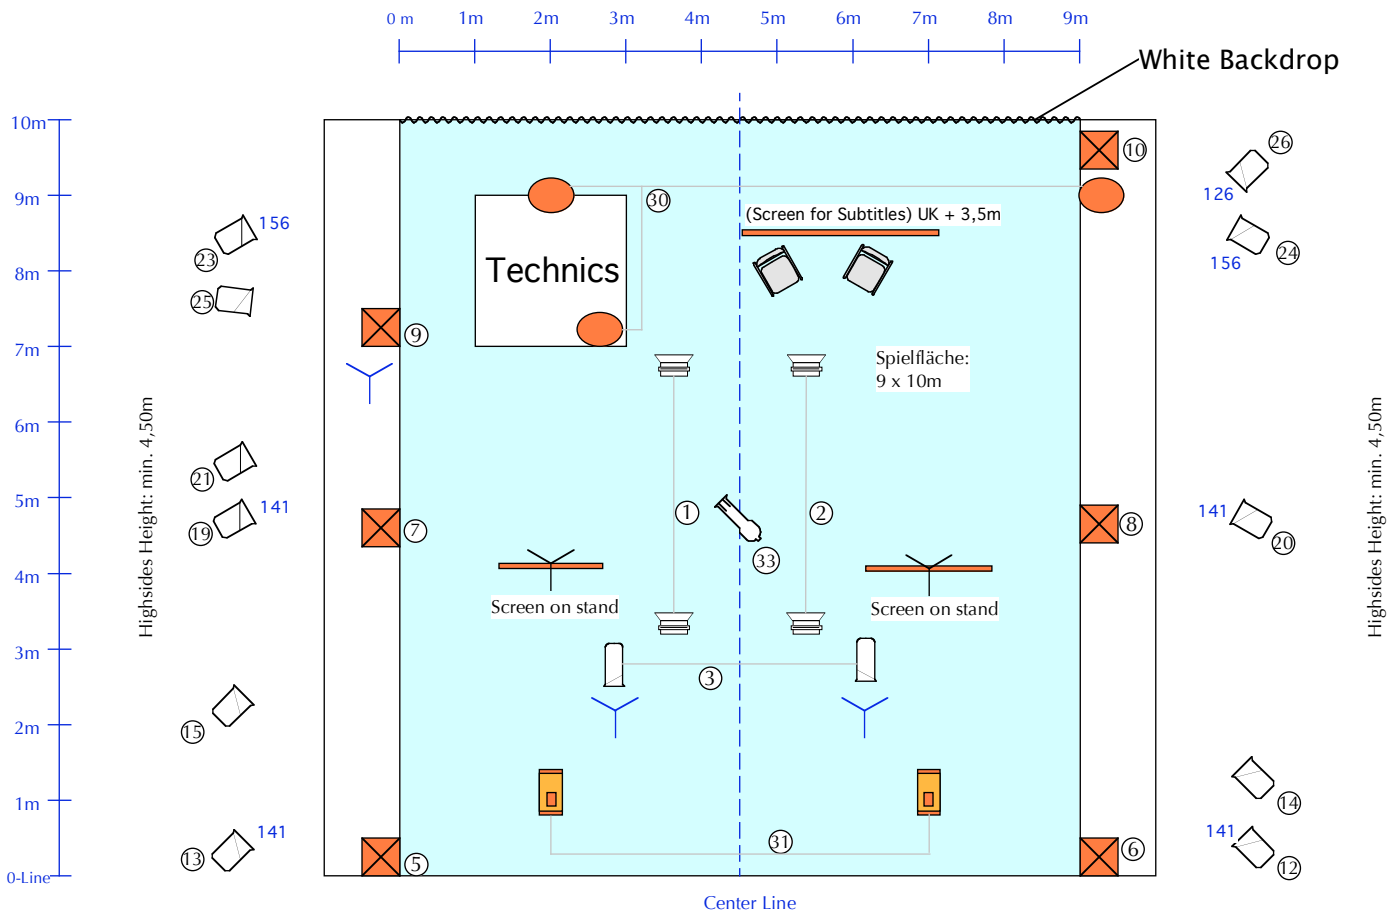 0 m 1m 2m 3m 4m 5m 6m 7m 8m 9m
White Backdrop
10m
10
26
9m
30
126
(Screen for Subtitles) UK + 3,5m
156
23
24
156
8m
Technics
25
9
7m
Spielfläche:
9 x 10m
6m
Highsides Height: min. 4,50m
Highsides Height: min. 4,50m
21
5m
141
19
7
1
2
8
141
20
33
4m
Screen on stand
Screen on stand
3m
3
15
2m
1m
14
141
13
31
141
6
5
12
0-Line
Center Line